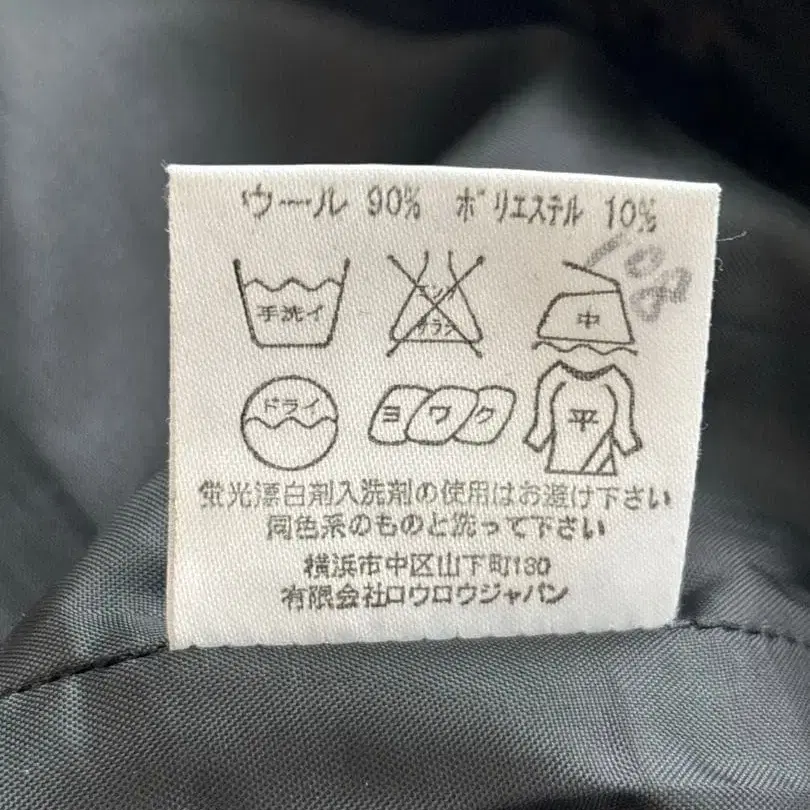 ウール 90% ポリエステル 10%
手洗イ
エンソ
サラシ
中
ドライ
ヨワク
平
蛍光漂白剤入洗剤の使用はお避け下さい
同色系のものと洗って下さい
横浜市中区山下町130
有限会社ロウロウジャパン